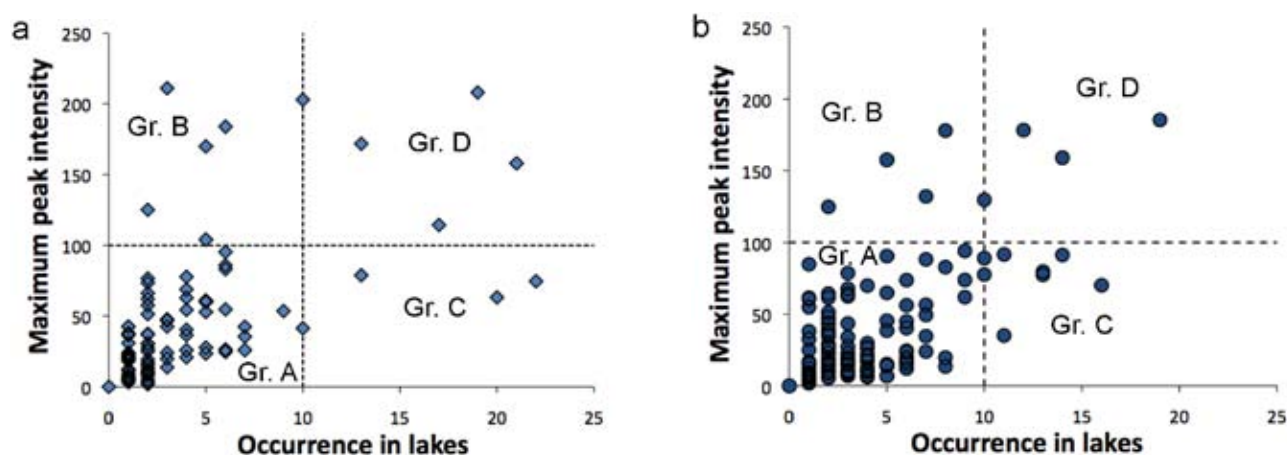 a
250
200
150
100
50
0
Maximum peak intensity
Gr. B
Gr. D
Gr. C
Gr. A
0 5 10 15 20 25
Occurrence in lakes
b
250
200
150
100
50
0
Maximum peak intensity
Gr. D
Gr. B
Gr. A
Gr. C
0 5 10 15 20 25
Occurrence in lakes